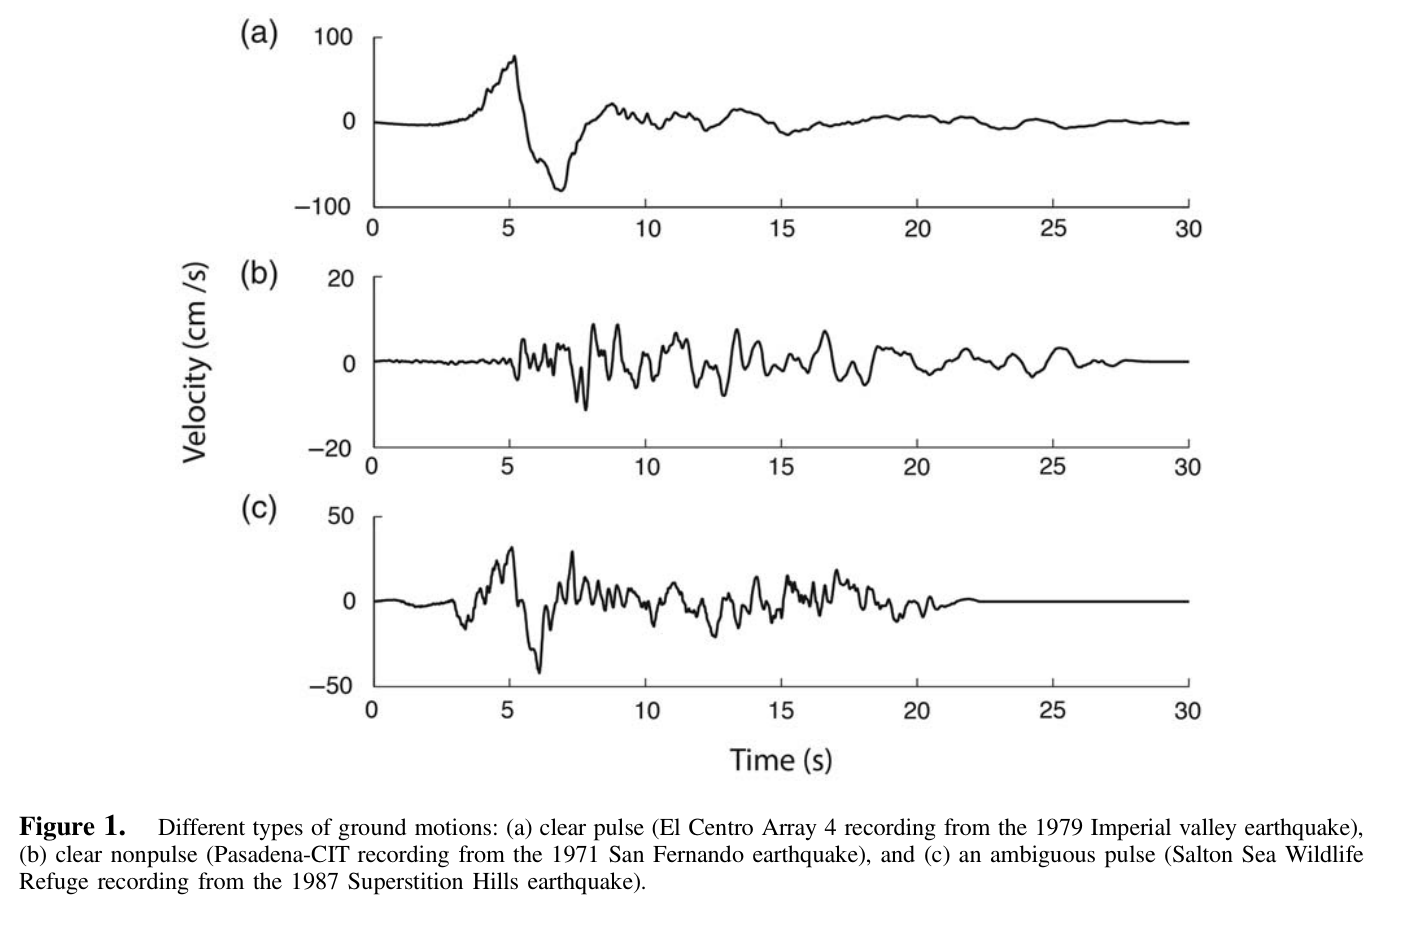 (a)
100
0
−100
0 5 10 15 20 25 30
Velocity (cm /s)
(b)
20
0
−20
0 5 10 15 20 25 30
(c)
50
0
−50
0 5 10 15 20 25 30
Time (s)
Figure 1. Different types of ground motions: (a) clear pulse (El Centro Array 4 recording from the 1979 Imperial valley earthquake),
(b) clear nonpulse (Pasadena-CIT recording from the 1971 San Fernando earthquake), and (c) an ambiguous pulse (Salton Sea Wildlife
Refuge recording from the 1987 Superstition Hills earthquake).